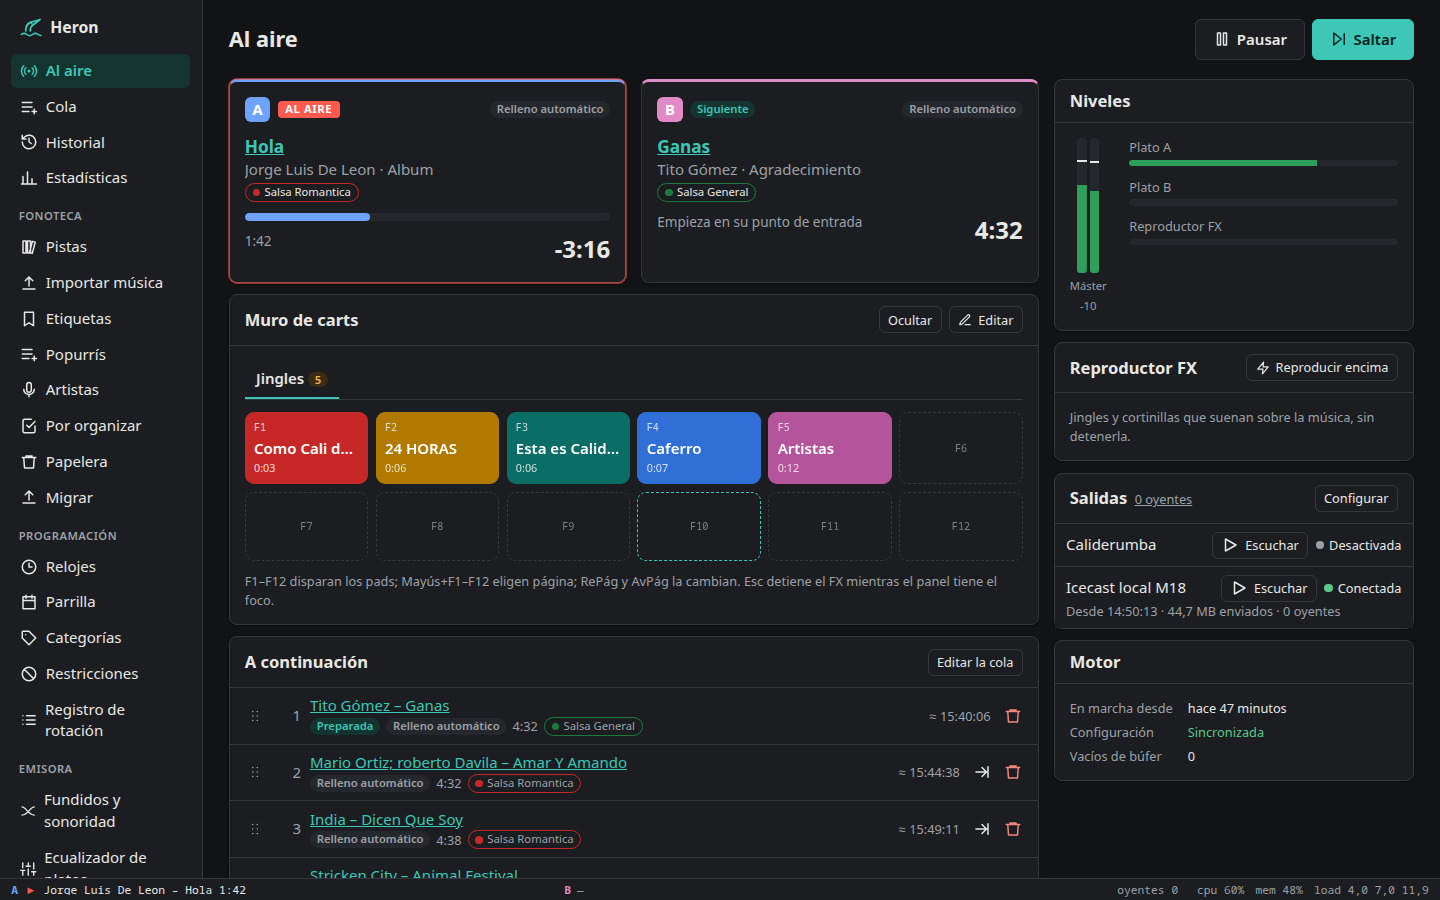 Heron
Al aire
Cola
Historial
Estadísticas
FONOTECA
Pistas
Importar música
Etiquetas
Popurrís
Artistas
Por organizar
Papelera
Migrar
PROGRAMACIÓN
Relojes
Parrilla
Categorías
Restricciones
Registro de
rotación
EMISORA
Fundidos y
sonoridad
Ecualizador de
Al aire
Pausar
Saltar
A AL AIRE Relleno automático
Hola
Jorge Luis De Leon · Album
Salsa Romantica
1:42
-3:16
B Siguiente Relleno automático
Ganas
Tito Gómez · Agradecimiento
Salsa General
Empieza en su punto de entrada
4:32
Muro de carts
Ocultar
Editar
Jingles 5
F1
Como Cali d...
0:03
F2
24 HORAS
0:06
F3
Esta es Calid...
0:06
F4
Caferro
0:07
F5
Artistas
0:12
F6
F7
F8
F9
F10
F11
F12
F1–F12 disparan los pads; Mayús+F1–F12 eligen página; RePág y AvPág la cambian. Esc detiene el FX mientras el panel tiene el
foco.
A continuación
Editar la cola
1 Tito Gómez – Ganas
Preparada Relleno automático 4:32 Salsa General
≈ 15:40:06
2 Mario Ortiz; roberto Davila – Amar Y Amando
Relleno automático 4:32 Salsa Romantica
≈ 15:44:38
3 India – Dicen Que Soy
Relleno automático 4:38 Salsa Romantica
≈ 15:49:11
Stricken City – Animal Festival
Niveles
Plato A
Plato B
Reproductor FX
Máster
-10
Reproductor FX
Reproducir encima
Jingles y cortinillas que suenan sobre la música, sin
detenerla.
Salidas 0 oyentes
Configurar
Caliderumba Escuchar Desactivada
Icecast local M18 Escuchar Conectada
Desde 14:50:13 · 44,7 MB enviados · 0 oyentes
Motor
En marcha desde hace 47 minutos
Configuración Sincronizada
Vacíos de búfer 0
A Jorge Luis De Leon – Hola 1:42
B —
oyentes 0 cpu 60% mem 48% load 4,0 7,0 11,9